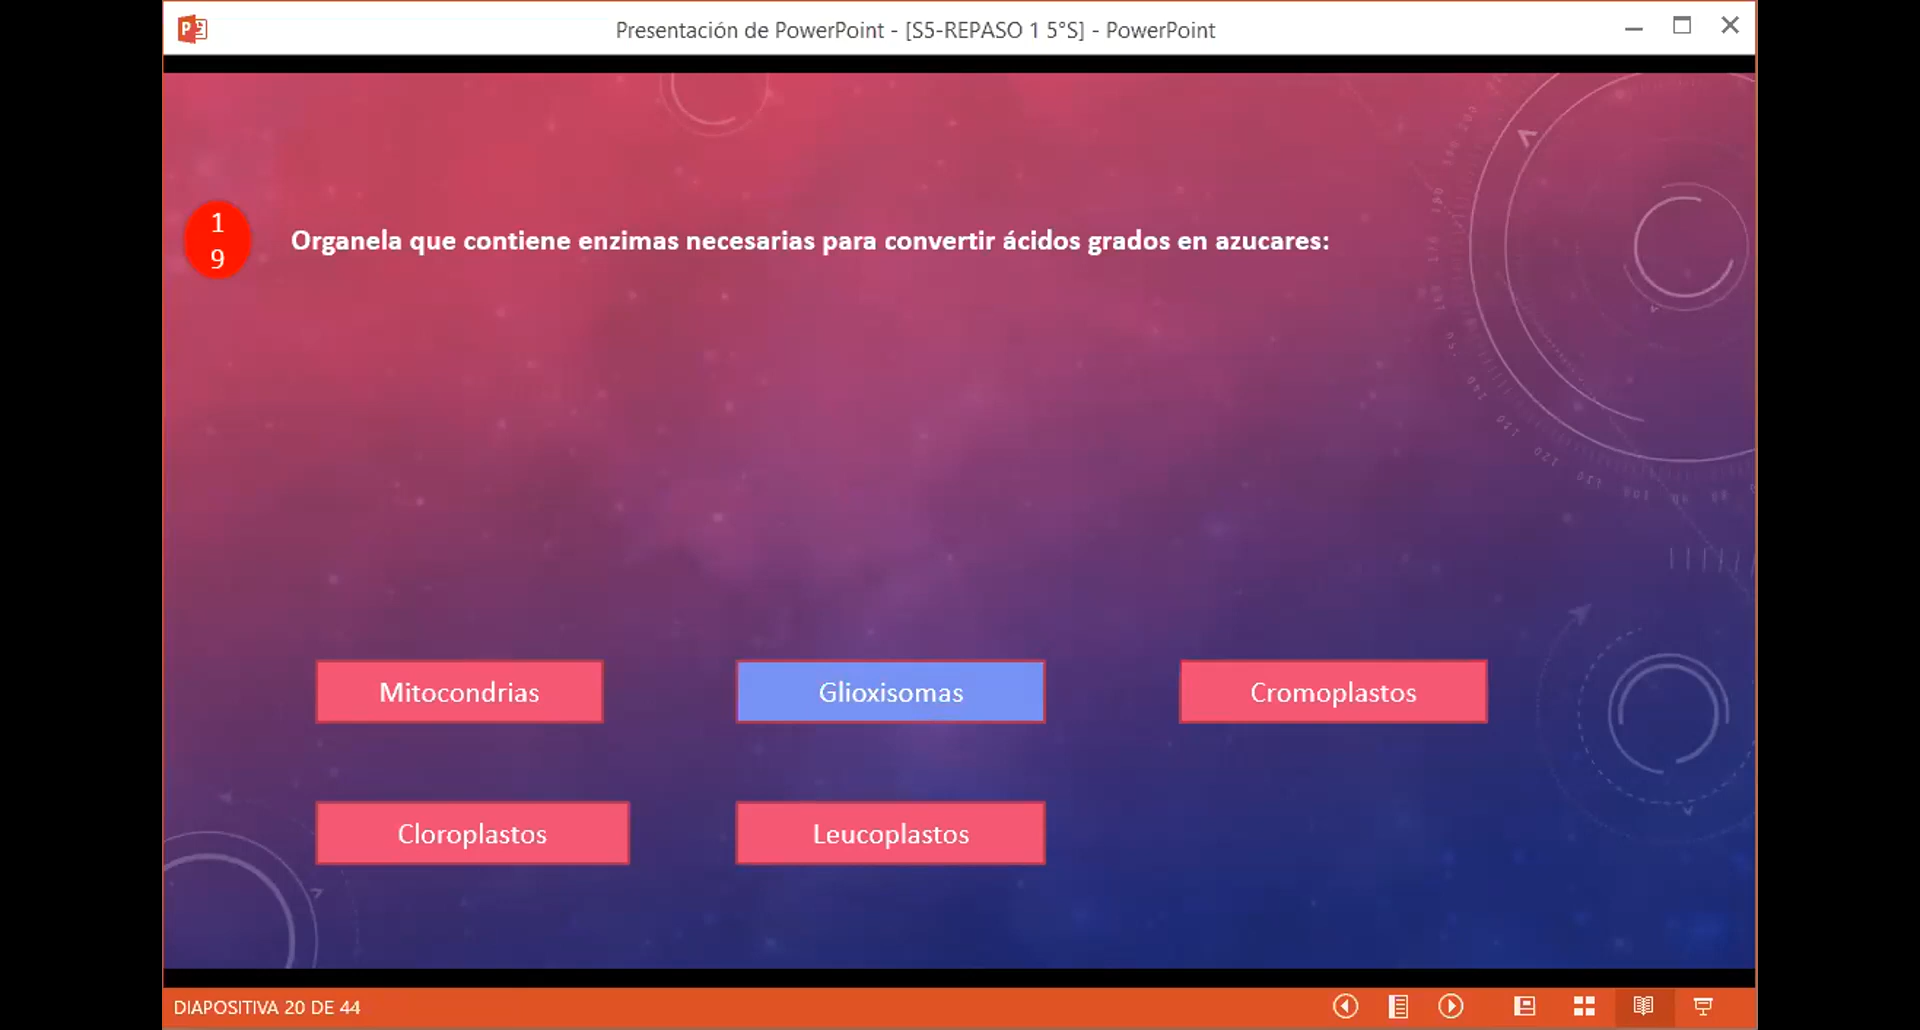 Presentación de PowerPoint - [S5-REPASO 1 5°S] - PowerPoint
1
9
Organela que contiene enzimas necesarias para convertir ácidos grados en azucares:
Mitocondrias
Glioxisomas
Cromoplastos
Cloroplastos
Leucoplastos
DIAPOSITIVA 20 DE 44